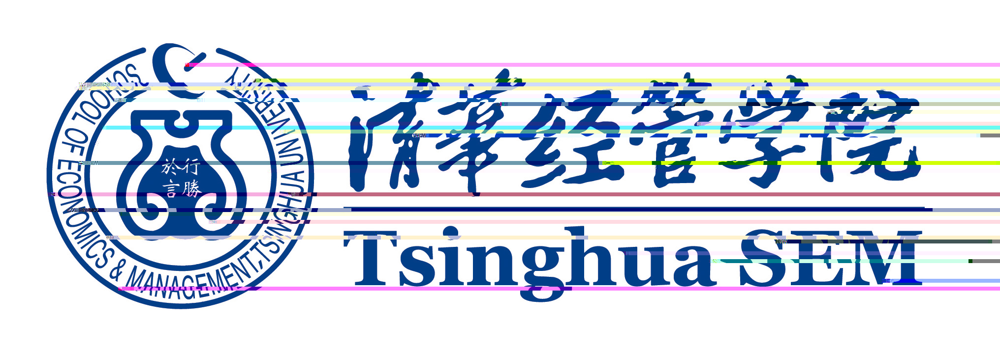 SCHOOL OF ECONOMICS & MANAGEMENT, TSINGHUA UNIVERSITY
行勝
於言
清華经管学院
Tsinghua SEM